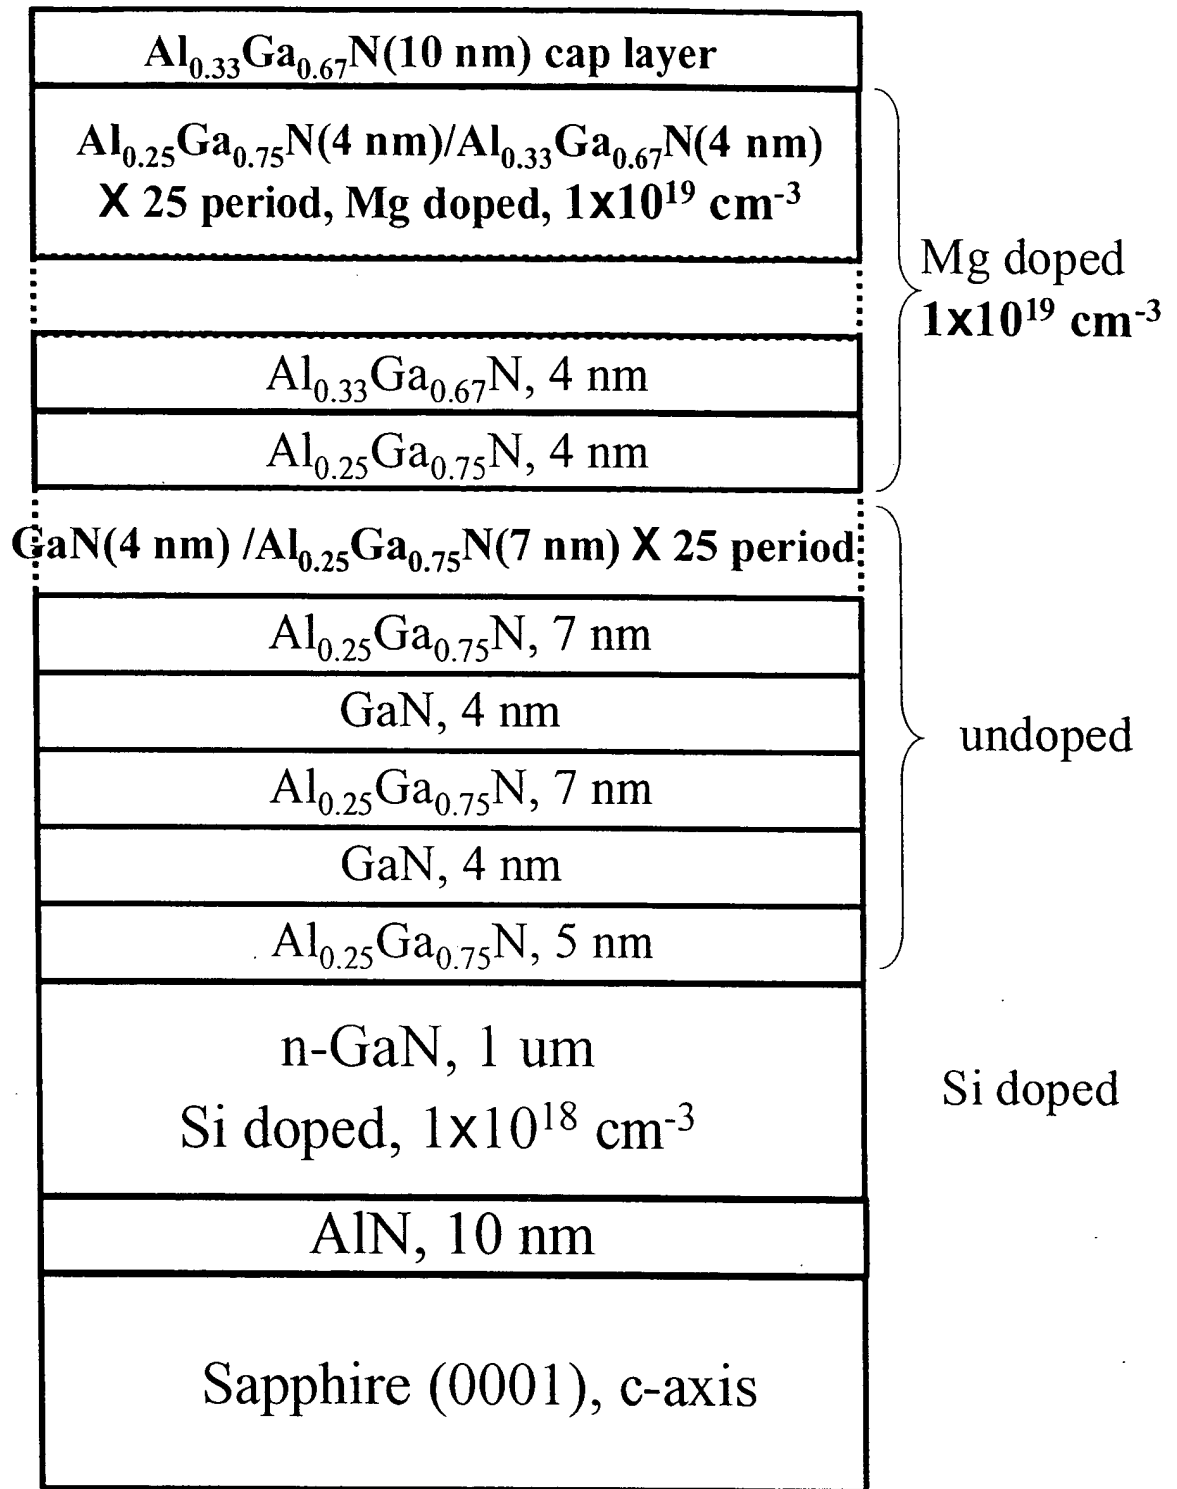 Al0.33Ga0.67N(10 nm) cap layer
Al0.25Ga0.75N(4 nm)/Al0.33Ga0.67N(4 nm)
X 25 period, Mg doped, 1x10^19 cm^-3
Mg doped
1x10^19 cm^-3
Al0.33Ga0.67N, 4 nm
Al0.25Ga0.75N, 4 nm
GaN(4 nm) /Al0.25Ga0.75N(7 nm) X 25 period
Al0.25Ga0.75N, 7 nm
GaN, 4 nm
undoped
Al0.25Ga0.75N, 7 nm
GaN, 4 nm
Al0.25Ga0.75N, 5 nm
n-GaN, 1 um
Si doped, 1x10^18 cm^-3
Si doped
AlN, 10 nm
Sapphire (0001), c-axis